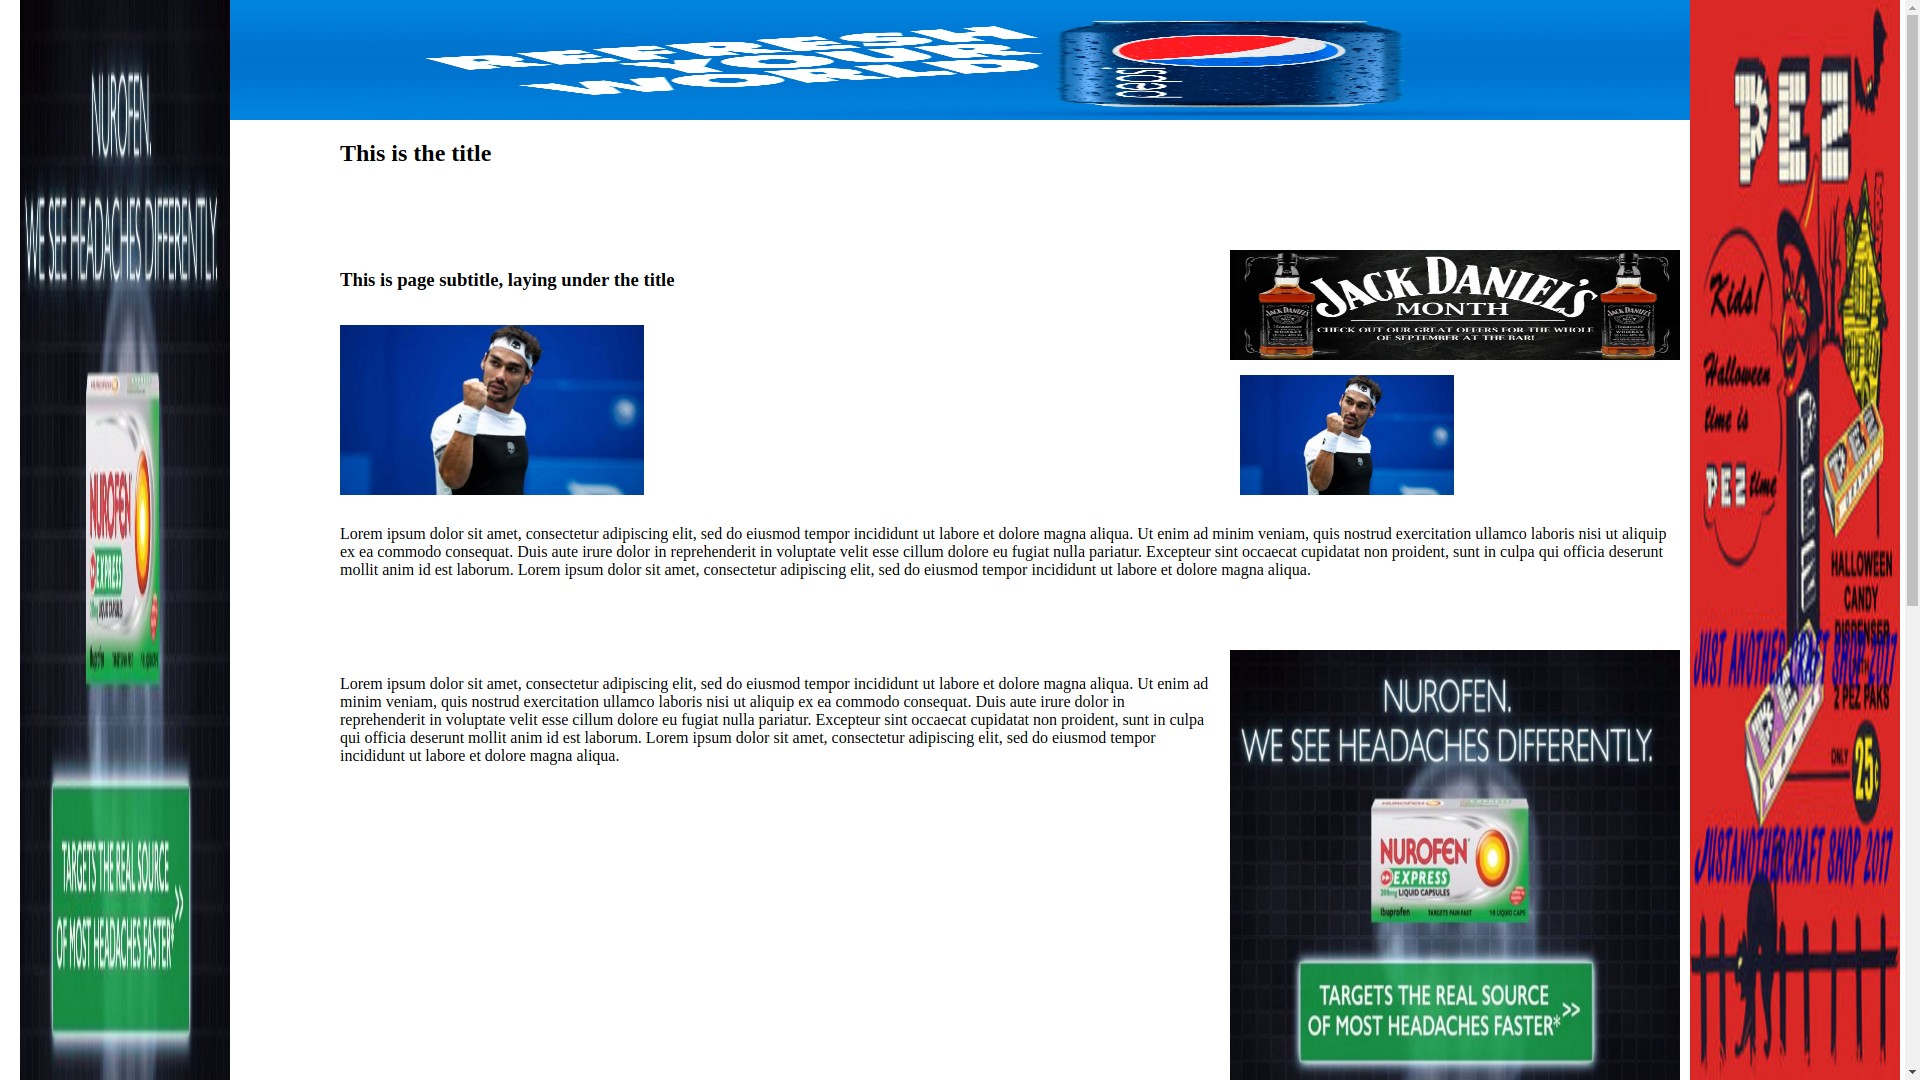 NUROFEN.
WE SEE HEADACHES DIFFERENTLY.
NUROFEN
EXPRESS
LIQUID CAPSULES
Ibuprofen
TARGETS THE REAL SOURCE
OF MOST HEADACHES FASTER* >>
REFRESH
YOUR
WORLD
pepsi
This is the title
This is page subtitle, laying under the title
JACK DANIEL'S
MONTH
CHECK OUT OUR GREAT OFFERS FOR THE WHOLE
OF SEPTEMBER AT THE BAR!
Lorem ipsum dolor sit amet, consectetur adipiscing elit, sed do eiusmod tempor incididunt ut labore et dolore magna aliqua. Ut enim ad minim veniam, quis nostrud exercitation ullamco laboris nisi ut aliquip
ex ea commodo consequat. Duis aute irure dolor in reprehenderit in voluptate velit esse cillum dolore eu fugiat nulla pariatur. Excepteur sint occaecat cupidatat non proident, sunt in culpa qui officia deserunt
mollit anim id est laborum. Lorem ipsum dolor sit amet, consectetur adipiscing elit, sed do eiusmod tempor incididunt ut labore et dolore magna aliqua.
Lorem ipsum dolor sit amet, consectetur adipiscing elit, sed do eiusmod tempor incididunt ut labore et dolore magna aliqua. Ut enim ad
minim veniam, quis nostrud exercitation ullamco laboris nisi ut aliquip ex ea commodo consequat. Duis aute irure dolor in
reprehenderit in voluptate velit esse cillum dolore eu fugiat nulla pariatur. Excepteur sint occaecat cupidatat non proident, sunt in culpa
qui officia deserunt mollit anim id est laborum. Lorem ipsum dolor sit amet, consectetur adipiscing elit, sed do eiusmod tempor
incididunt ut labore et dolore magna aliqua.
NUROFEN.
WE SEE HEADACHES DIFFERENTLY.
NUROFEN
EXPRESS
200mg LIQUID CAPSULES
Ibuprofen TARGETS PAIN FAST
TARGETS THE REAL SOURCE
OF MOST HEADACHES FASTER* >>
PEZ
Kids!
Halloween
time is
PEZ time
PEZ
HALLOWEEN
CANDY
DISPENSER
2 PEZ PAKS
ONLY 25¢
JUST ANOTHER CRAFT SHOP 2017
JUSTANOTHERCRAFT SHOP 2017